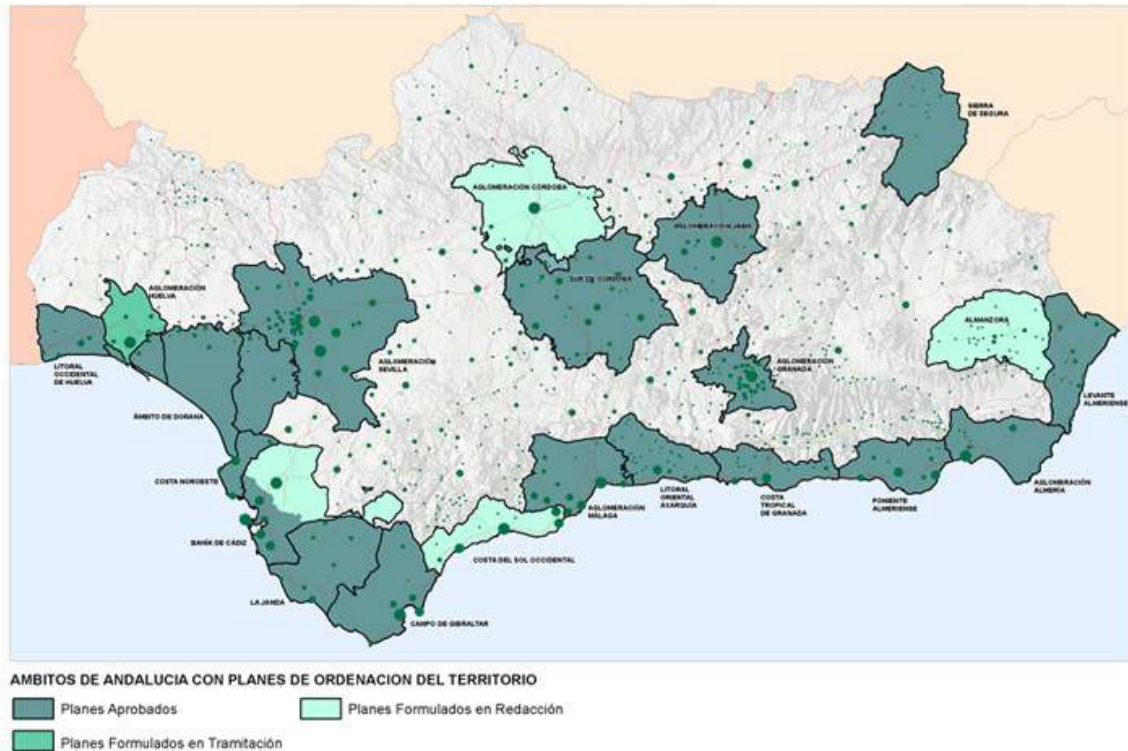 SIERRA
DE SEGURA
AGLOMERACIÓN CÓRDOBA
AGLOMERACIÓN JAÉN
SUR DE CÓRDOBA
AGLOMERACIÓN
HUELVA
ALMANZORA
LITORAL
OCCIDENTAL
DE HUELVA
AGLOMERACIÓN
SEVILLA
AGLOMERACIÓN
GRANADA
LEVANTE
ALMERIENSE
ÁMBITO DE DOÑANA
COSTA NOROESTE
AGLOMERACIÓN
MÁLAGA
LITORAL
ORIENTAL
AXARQUIA
COSTA
TROPICAL
DE GRANADA
PONIENTE
ALMERIENSE
AGLOMERACIÓN
ALMERÍA
BAHÍA DE CÁDIZ
COSTA DEL SOL OCCIDENTAL
LA JANDA
CAMPO DE GIBRALTAR
AMBITOS DE ANDALUCIA CON PLANES DE ORDENACION DEL TERRITORIO
Planes Aprobados
Planes Formulados en Redacción
Planes Formulados en Tramitación